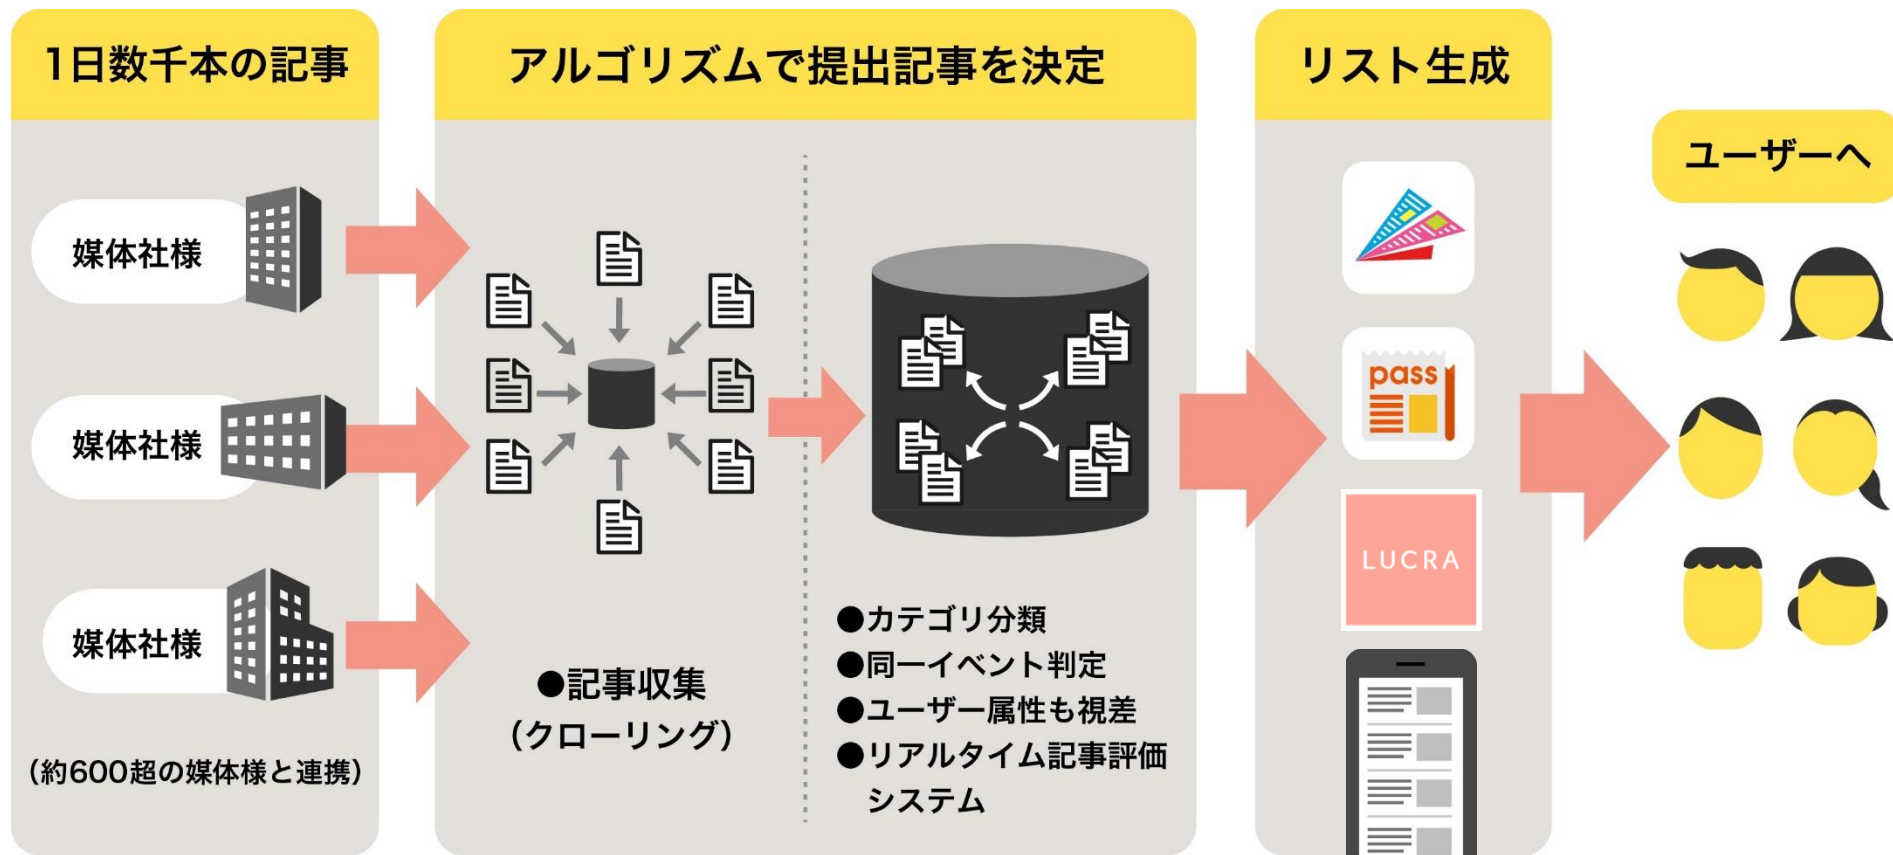 1日数千本の記事
媒体社様
媒体社様
媒体社様
（約600超の媒体様と連携）
アルゴリズムで提出記事を決定
●記事収集
（クローリング）
●カテゴリ分類
●同一イベント判定
●ユーザー属性も視差
●リアルタイム記事評価
システム
リスト生成
pass
LUCRA
ユーザーへ